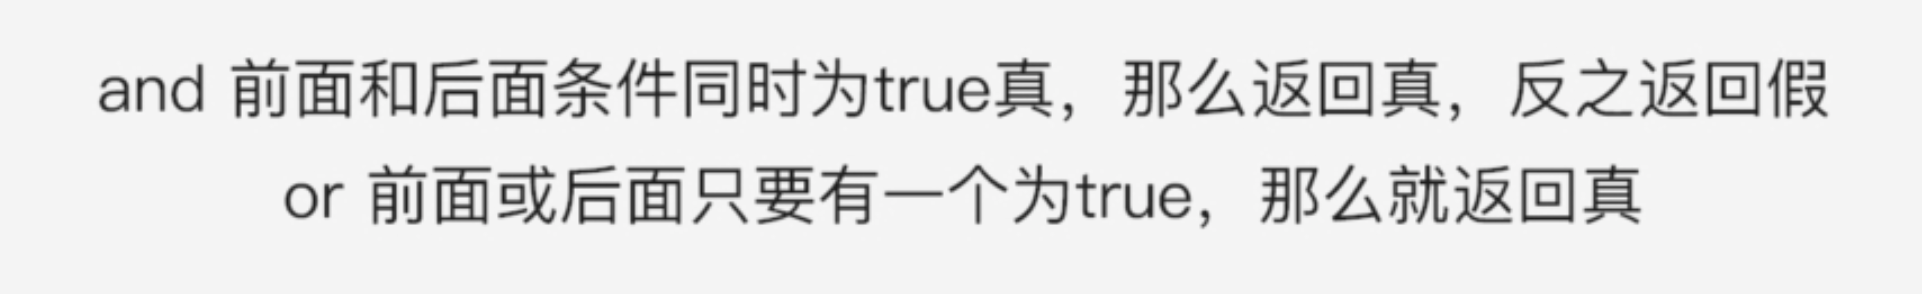 and 前面和后面条件同时为true真，那么返回真，反之返回假
or 前面或后面只要有一个为true，那么就返回真